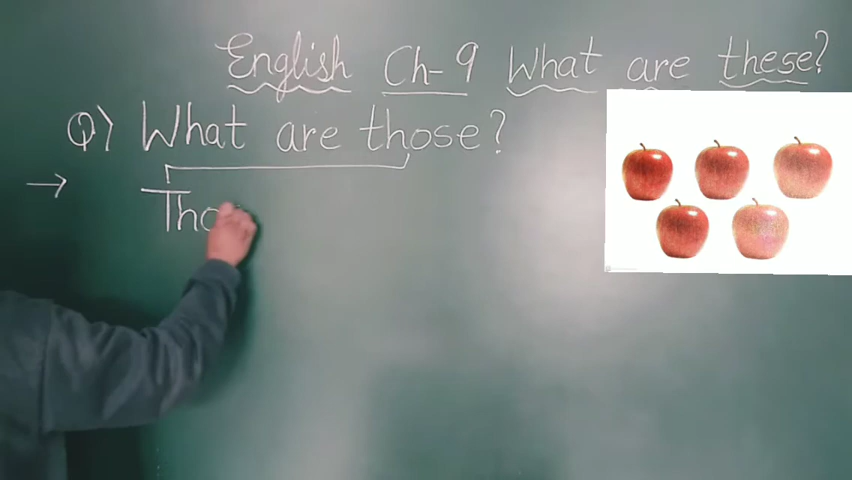 English Ch-9 What are these?
Q) What are those?
→ Tho